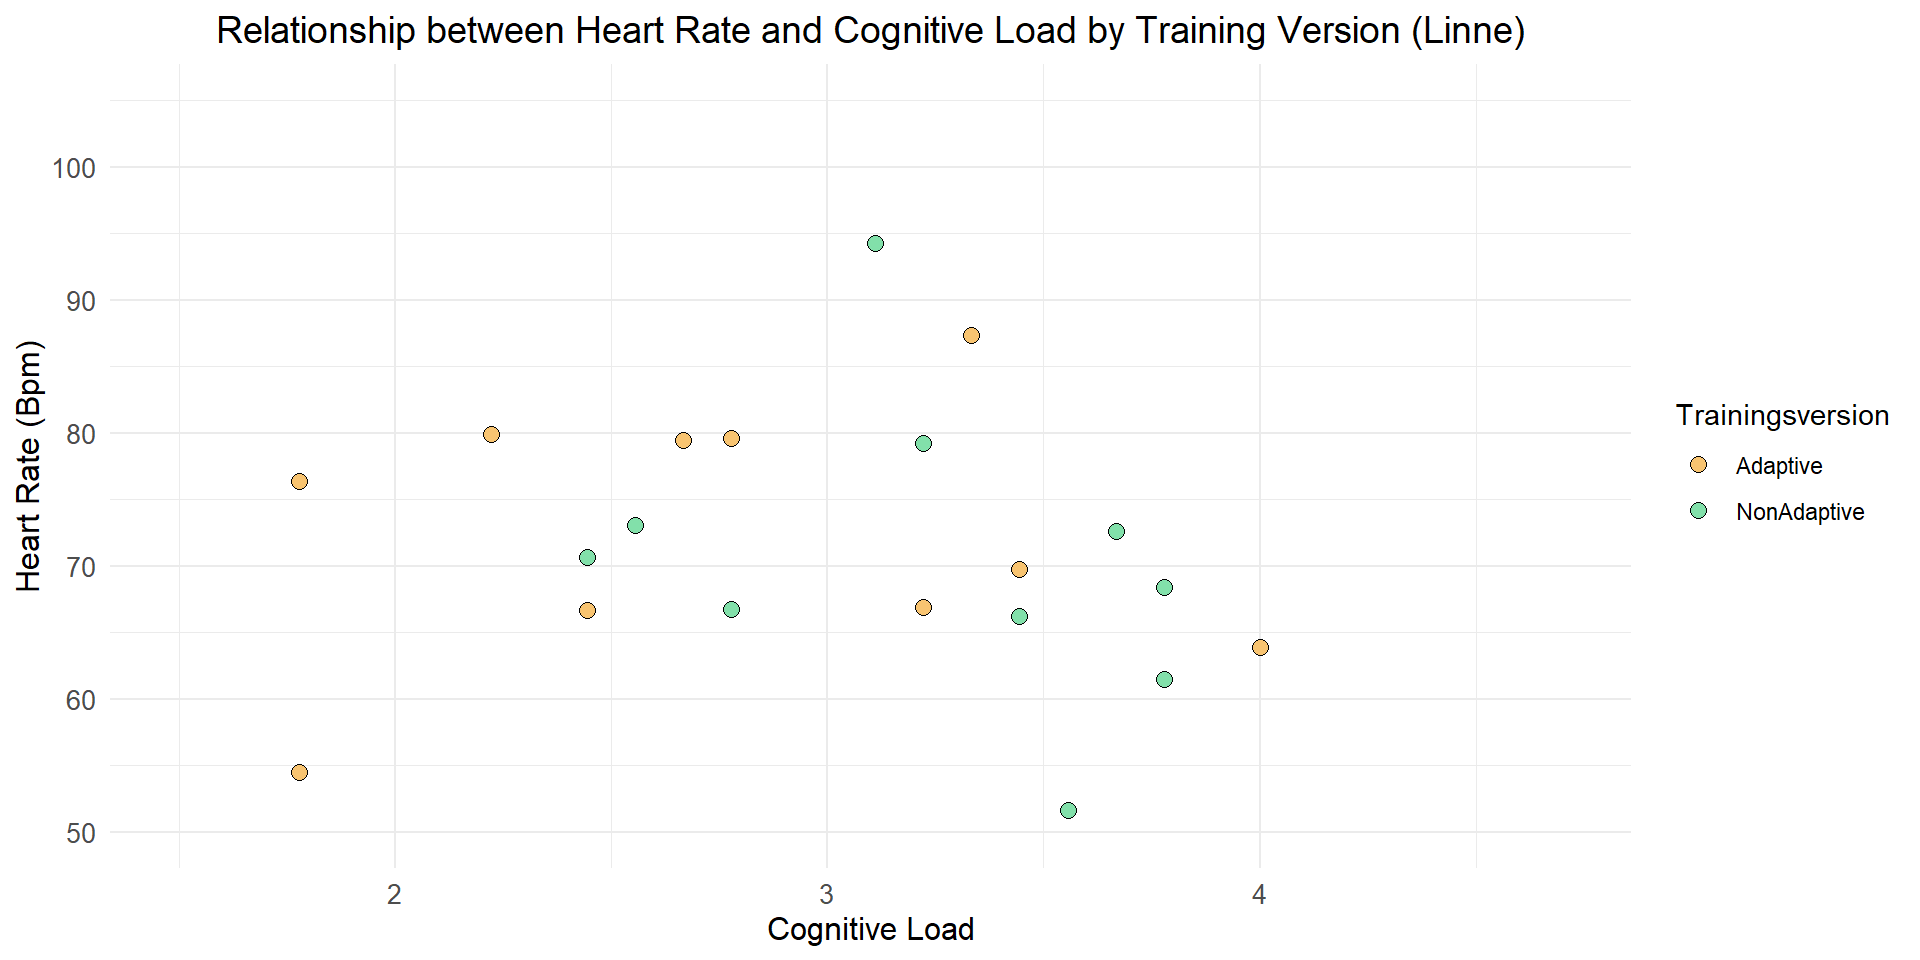 Relationship between Heart Rate and Cognitive Load by Training Version (Linne)
Heart Rate (Bpm)
100
90
80
70
60
50
2 3 4
Cognitive Load
Trainingsversion
Adaptive
NonAdaptive